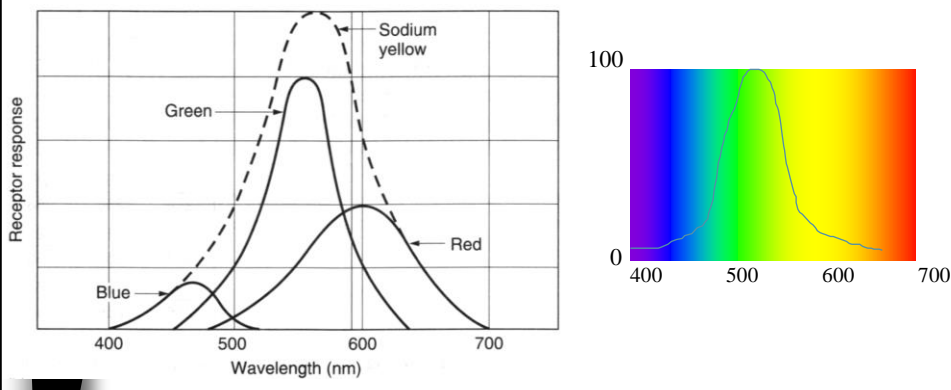 Sodium
yellow
Green
Blue
Red
Receptor response
400 500 600 700
Wavelength (nm)
100
0
400 500 600 700